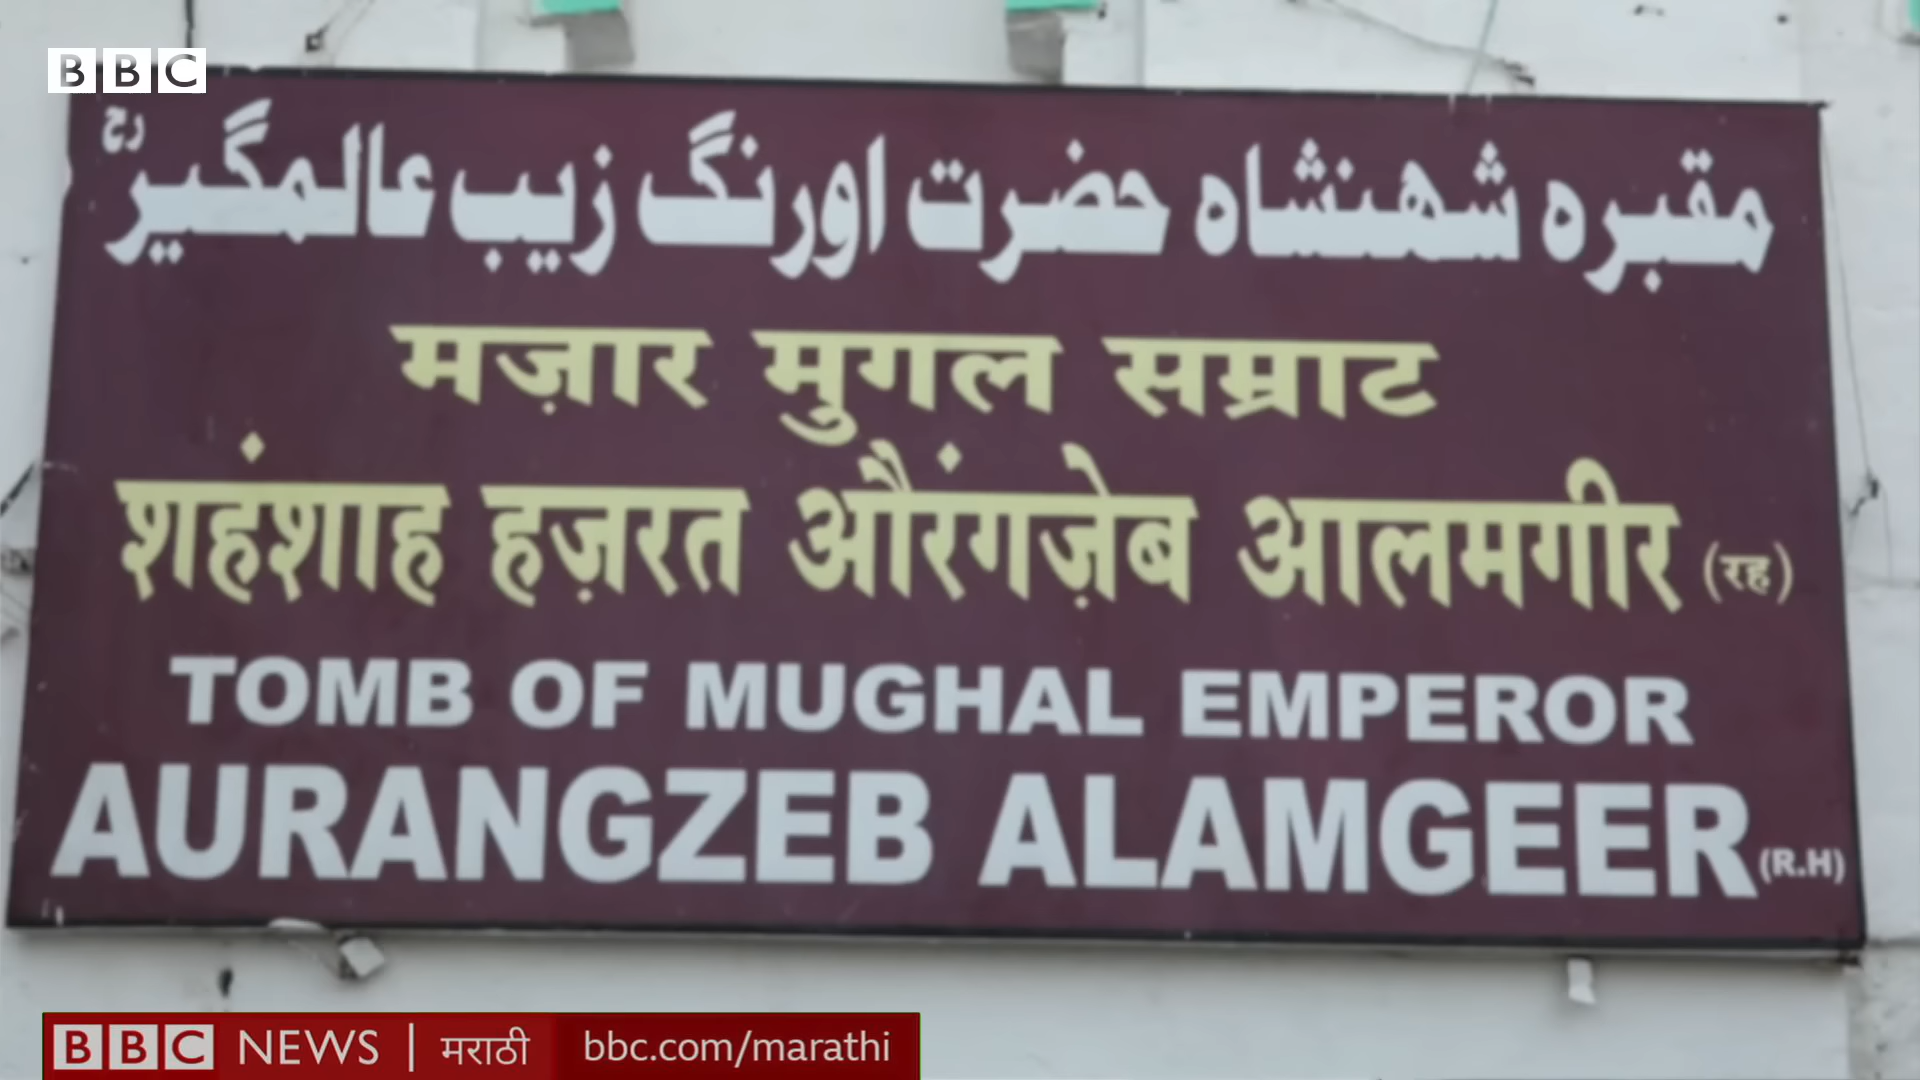 BBC
مقبرہ شهنشاہ حضرت اورنگ زیب عالمگیر رح
मज़ार मुगल सम्राट
शहंशाह हज़रत औरंगज़ेब आलमगीर (रह)
TOMB OF MUGHAL EMPEROR
AURANGZEB ALAMGEER (R.H)
BBC NEWS | मराठी bbc.com/marathi